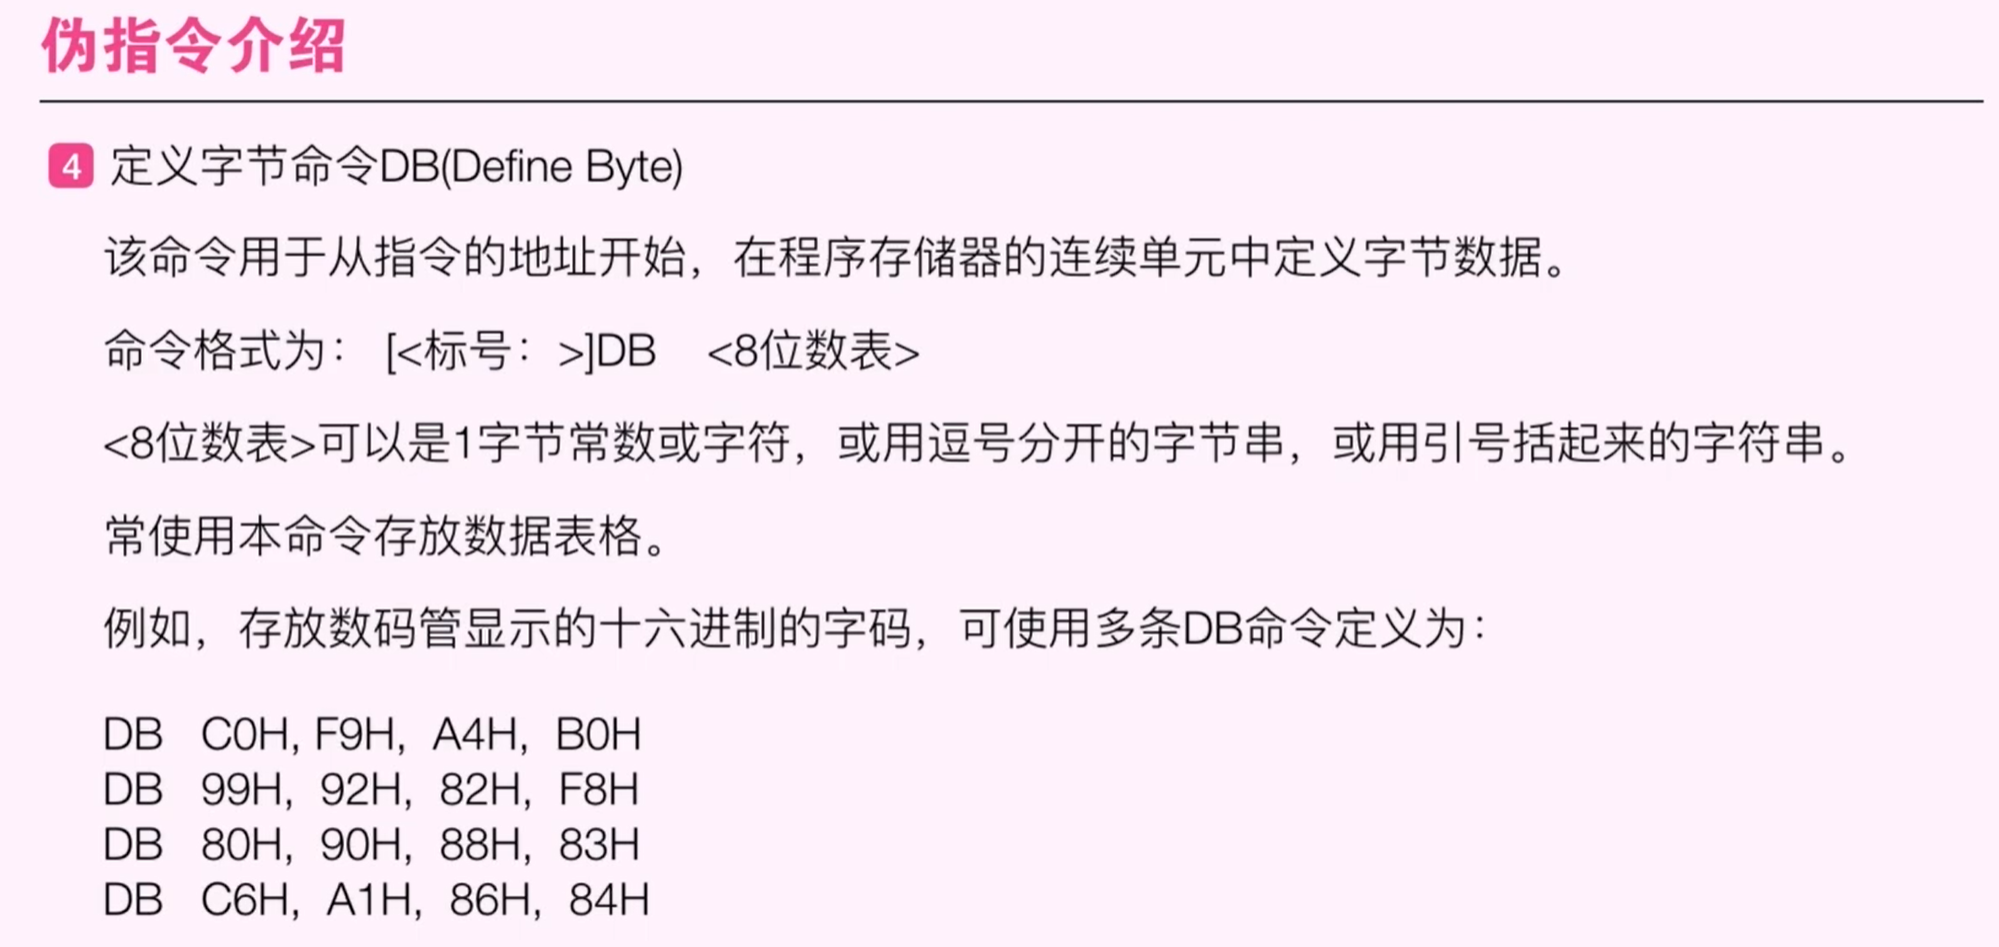 伪指令介绍
4 定义字节命令DB(Define Byte)
该命令用于从指令的地址开始，在程序存储器的连续单元中定义字节数据。
命令格式为： [<标号：>]DB <8位数表>
<8位数表>可以是1字节常数或字符，或用逗号分开的字节串，或用引号括起来的字符串。
常使用本命令存放数据表格。
例如，存放数码管显示的十六进制的字码，可使用多条DB命令定义为：
DB C0H, F9H, A4H, B0H
DB 99H, 92H, 82H, F8H
DB 80H, 90H, 88H, 83H
DB C6H, A1H, 86H, 84H